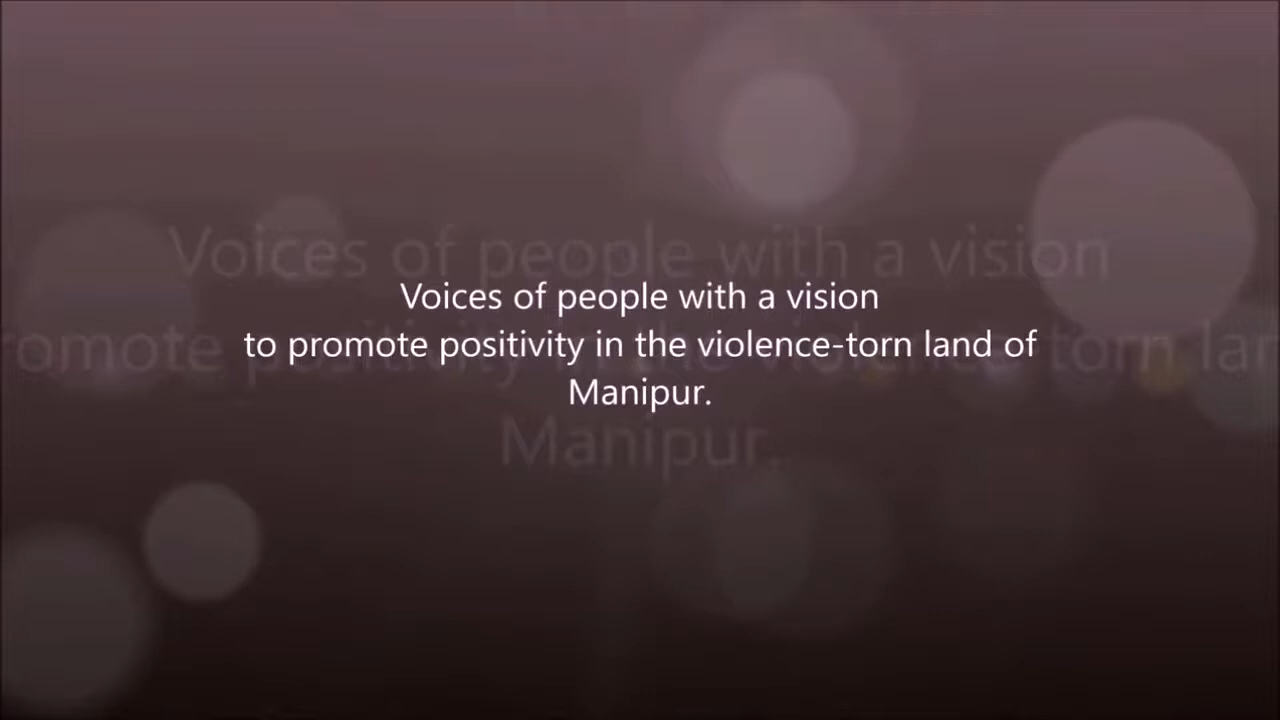 Voices of people with a vision
to promote positivity in the violence-torn land of
Manipur.